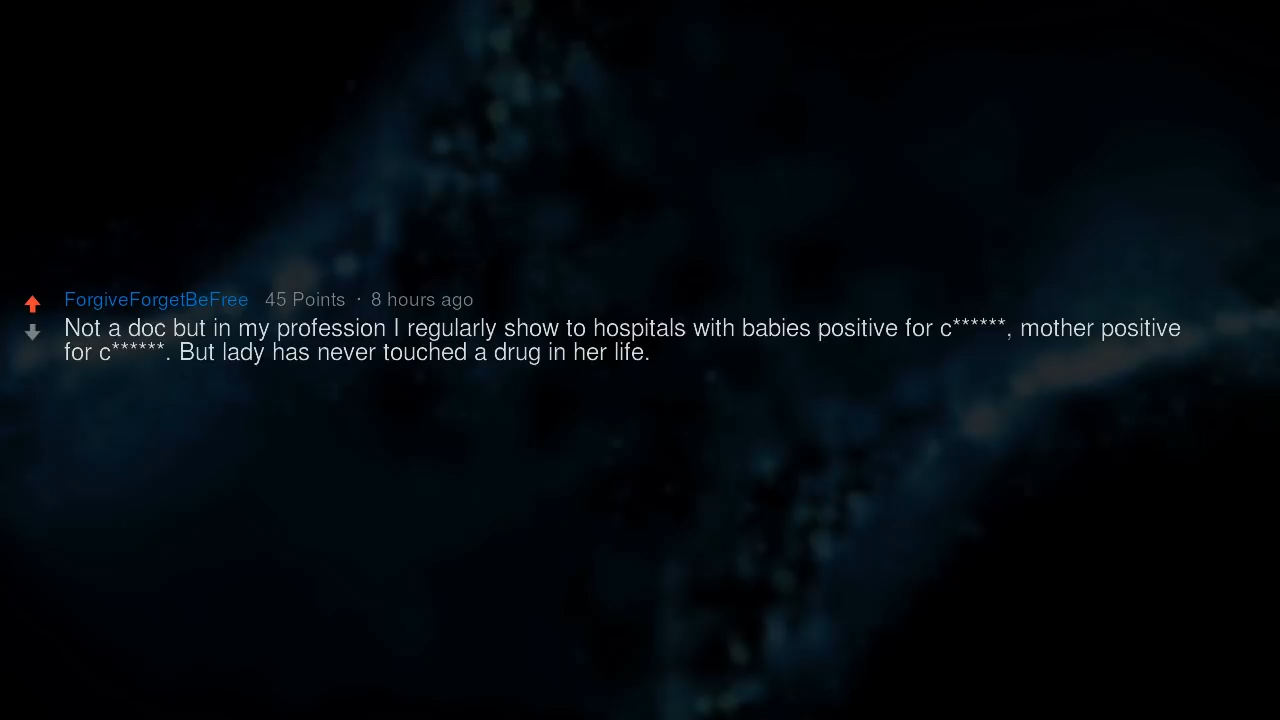 ForgiveForgetBeFree 45 Points · 8 hours ago
Not a doc but in my profession I regularly show to hospitals with babies positive for c******, mother positive
for c******. But lady has never touched a drug in her life.